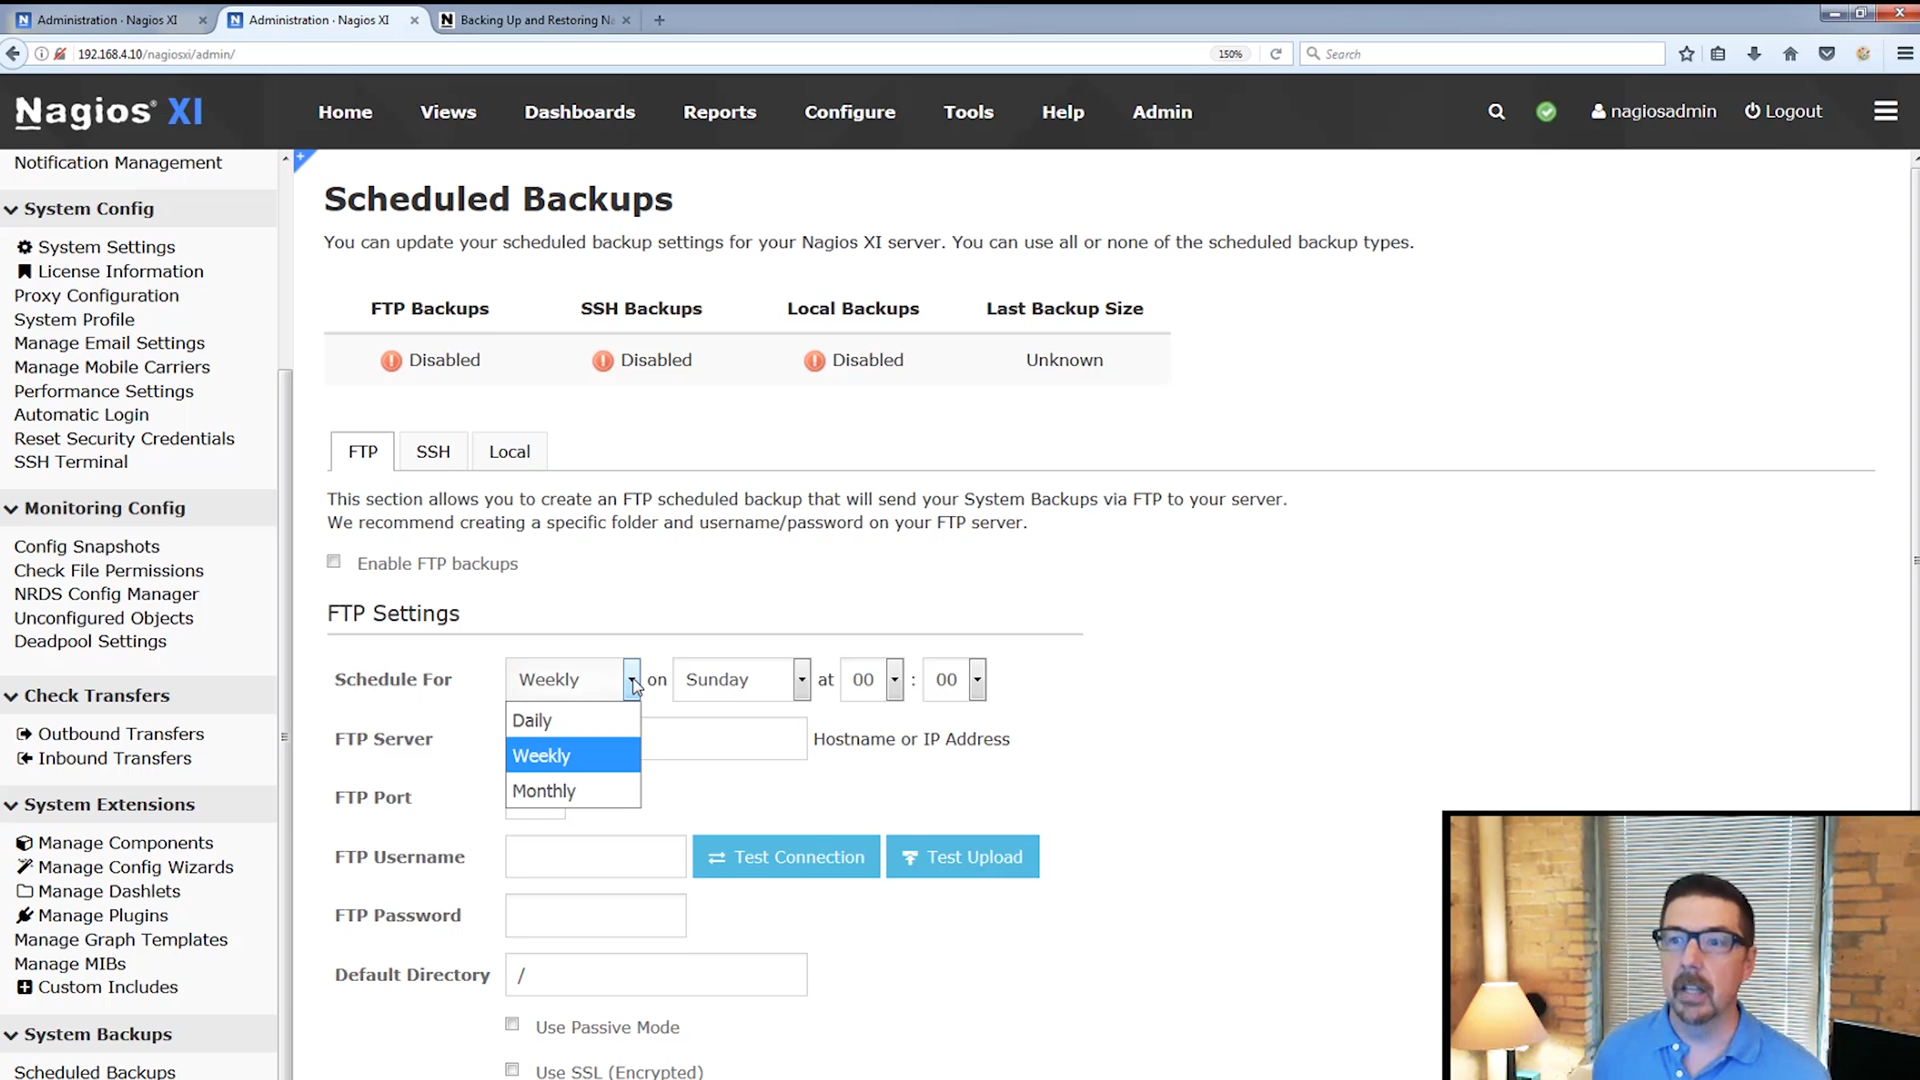 Administration · Nagios XI
Administration · Nagios XI
Backing Up and Restoring Na
192.168.4.10/nagiosxi/admin/
150%
Search
Nagios® XI
Home
Views
Dashboards
Reports
Configure
Tools
Help
Admin
nagiosadmin
Logout
Notification Management
System Config
System Settings
License Information
Proxy Configuration
System Profile
Manage Email Settings
Manage Mobile Carriers
Performance Settings
Automatic Login
Reset Security Credentials
SSH Terminal
Monitoring Config
Config Snapshots
Check File Permissions
NRDS Config Manager
Unconfigured Objects
Deadpool Settings
Check Transfers
Outbound Transfers
Inbound Transfers
System Extensions
Manage Components
Manage Config Wizards
Manage Dashlets
Manage Plugins
Manage Graph Templates
Manage MIBs
Custom Includes
System Backups
Scheduled Backups
Scheduled Backups
You can update your scheduled backup settings for your Nagios XI server. You can use all or none of the scheduled backup types.
FTP Backups SSH Backups Local Backups Last Backup Size
Disabled Disabled Disabled Unknown
FTP SSH Local
This section allows you to create an FTP scheduled backup that will send your System Backups via FTP to your server.
We recommend creating a specific folder and username/password on your FTP server.
Enable FTP backups
FTP Settings
Schedule For Weekly on Sunday at 00 : 00
Daily
Weekly
Monthly
FTP Server Hostname or IP Address
FTP Port
FTP Username Test Connection Test Upload
FTP Password
Default Directory /
Use Passive Mode
Use SSL (Encrypted)